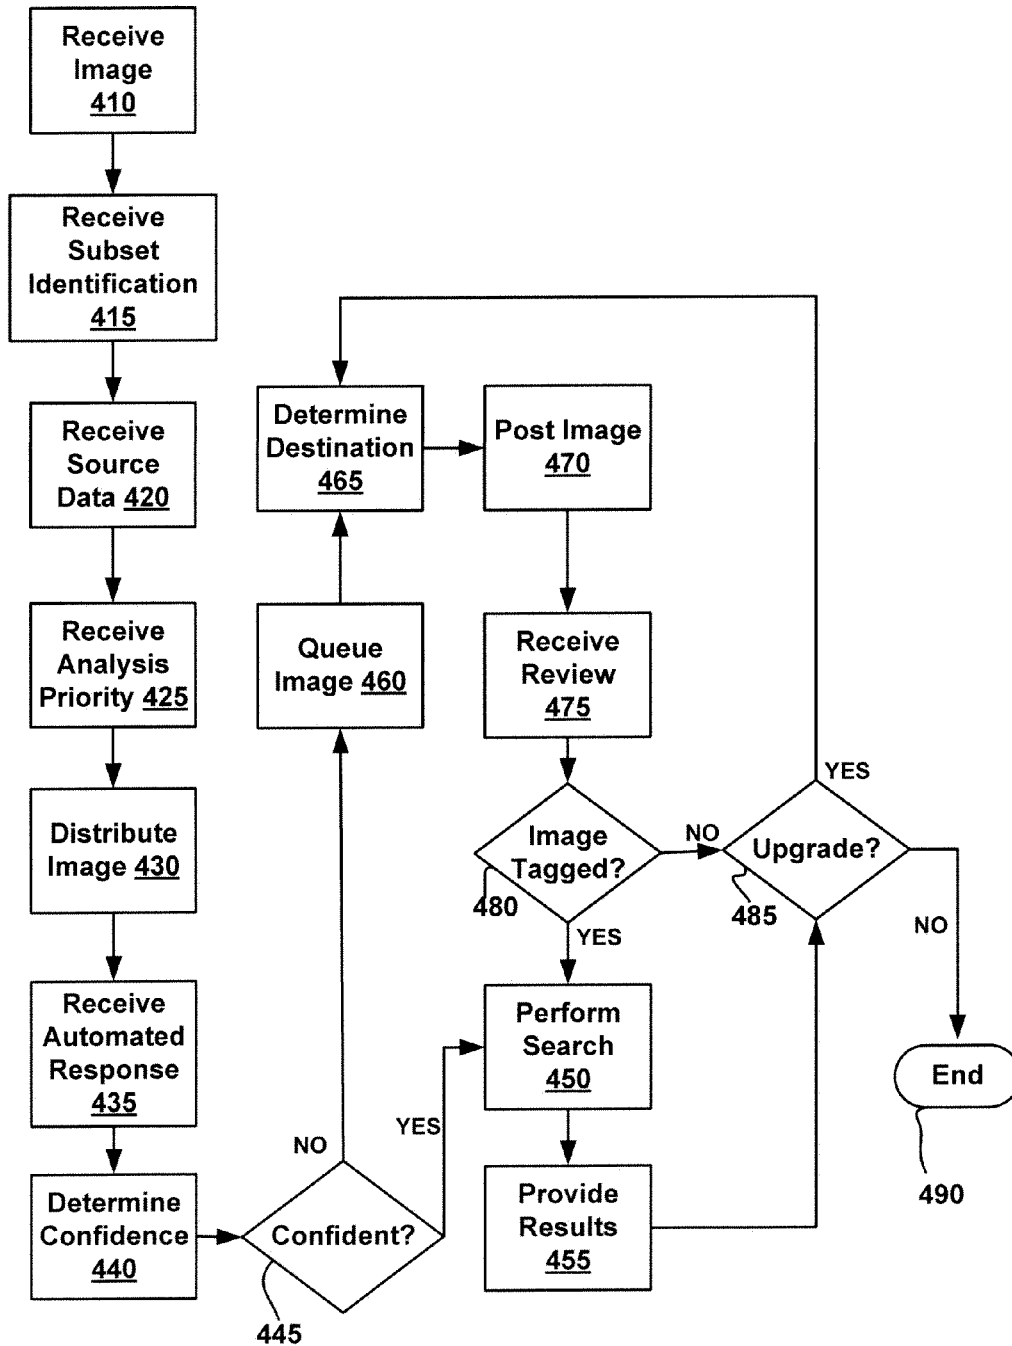 Receive
Image
410
Receive
Subset
Identification
415
Receive
Source
Data 420
Receive
Analysis
Priority 425
Distribute
Image 430
Receive
Automated
Response
435
Determine
Confidence
440
Confident?
445
NO
YES
Queue
Image 460
Determine
Destination
465
Post Image
470
Receive
Review
475
Image
Tagged?
480
NO
YES
Perform
Search
450
Provide
Results
455
Upgrade?
485
YES
NO
End
490